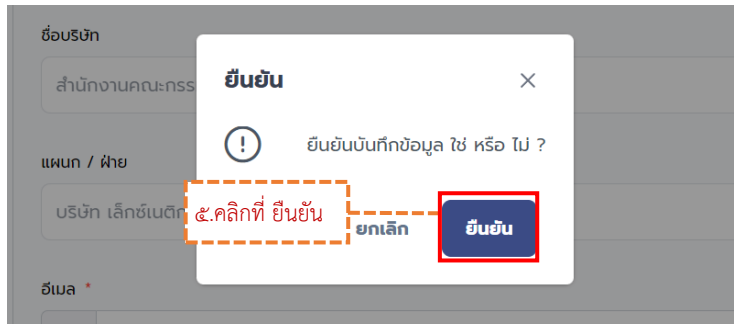 ชื่อบริษัท
สำนักงานคณะกรร
ยืนยัน
ยืนยันบันทึกข้อมูล ใช่ หรือ ไม่ ?
แผนก / ฝ่าย
บริษัท เล็กซ์เนติก
๕.คลิกที่ ยืนยัน
ยกเลิก
ยืนยัน
อีเมล *